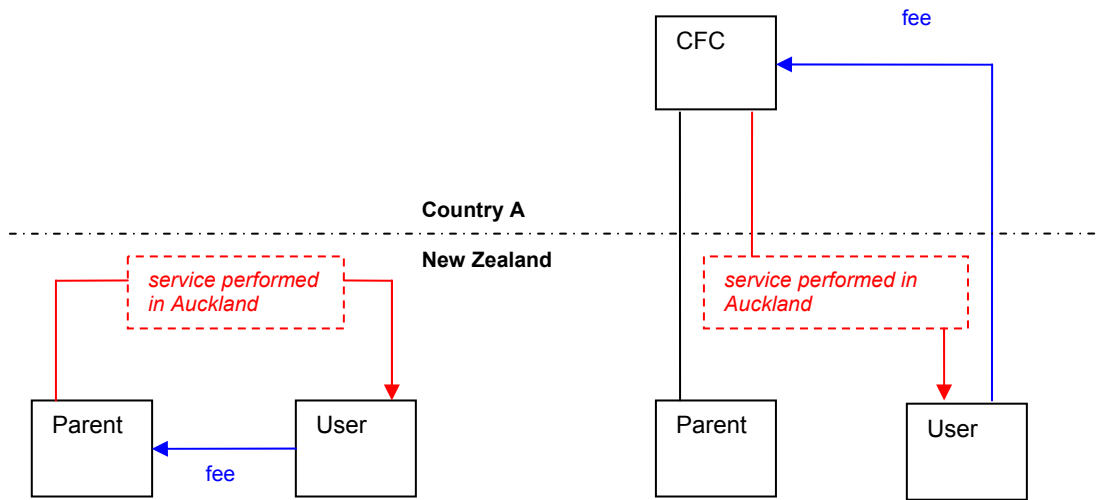 fee
CFC
Country A
New Zealand
service performed
in Auckland
service performed in
Auckland
Parent
User
fee
Parent
User